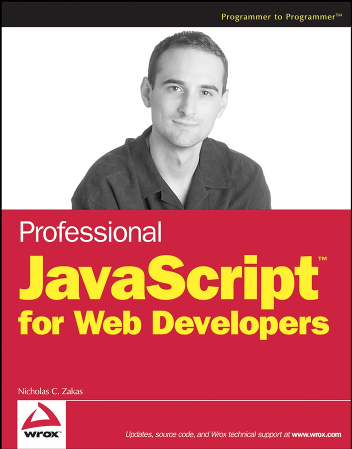 Programmer to Programmer™
Professional
JavaScript™
for Web Developers
Nicholas C. Zakas
wrox™
Updates, source code, and Wrox technical support at www.wrox.com